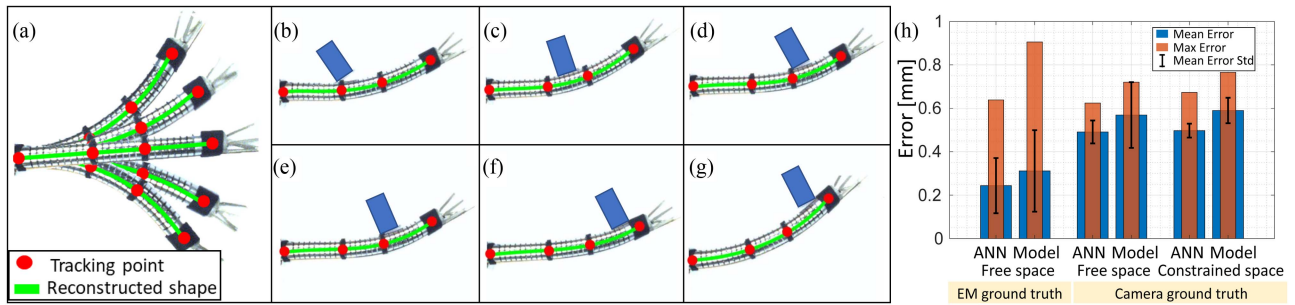 (a)
(b)
(c)
(d)
(e)
(f)
(g)
Tracking point
Reconstructed shape
(h)
Error [mm]
1
0.8
0.6
0.4
0.2
0
Mean Error
Max Error
Mean Error Std
ANN Model ANN Model ANN Model
Free space Free space Constrained space
EM ground truth Camera ground truth